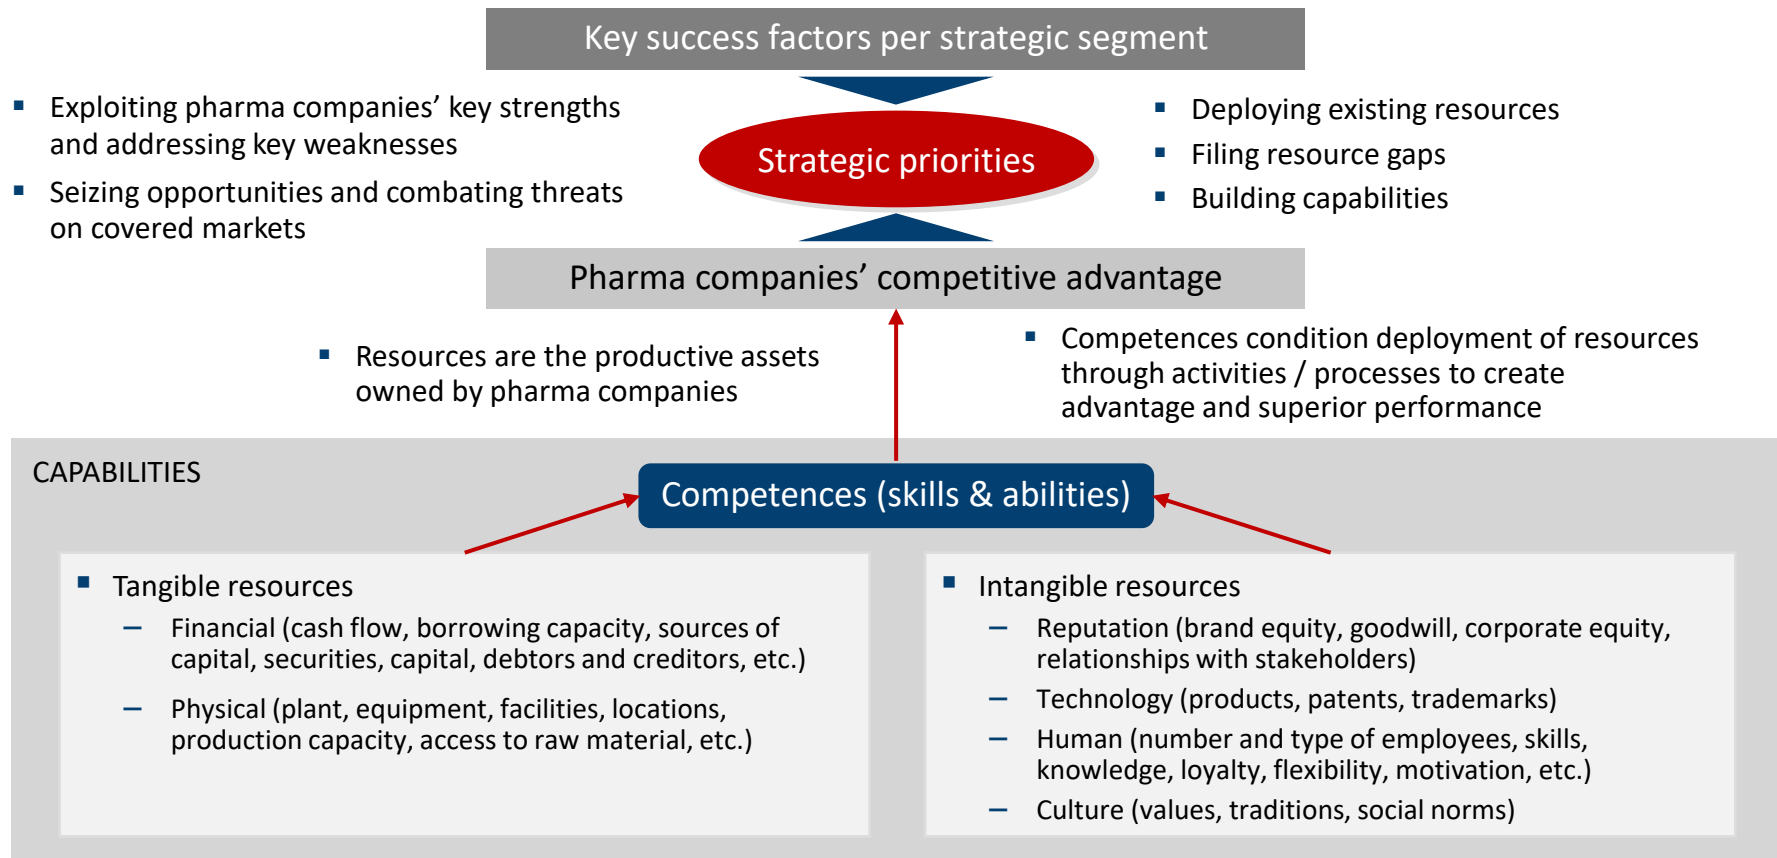 Key success factors per strategic segment
Exploiting pharma companies’ key strengths
and addressing key weaknesses
Seizing opportunities and combating threats
on covered markets
Strategic priorities
Deploying existing resources
Filing resource gaps
Building capabilities
Pharma companies’ competitive advantage
Resources are the productive assets
owned by pharma companies
Competences condition deployment of resources
through activities / processes to create
advantage and superior performance
CAPABILITIES
Competences (skills & abilities)
Tangible resources
– Financial (cash flow, borrowing capacity, sources of
capital, securities, capital, debtors and creditors, etc.)
– Physical (plant, equipment, facilities, locations,
production capacity, access to raw material, etc.)
Intangible resources
– Reputation (brand equity, goodwill, corporate equity,
relationships with stakeholders)
– Technology (products, patents, trademarks)
– Human (number and type of employees, skills,
knowledge, loyalty, flexibility, motivation, etc.)
– Culture (values, traditions, social norms)